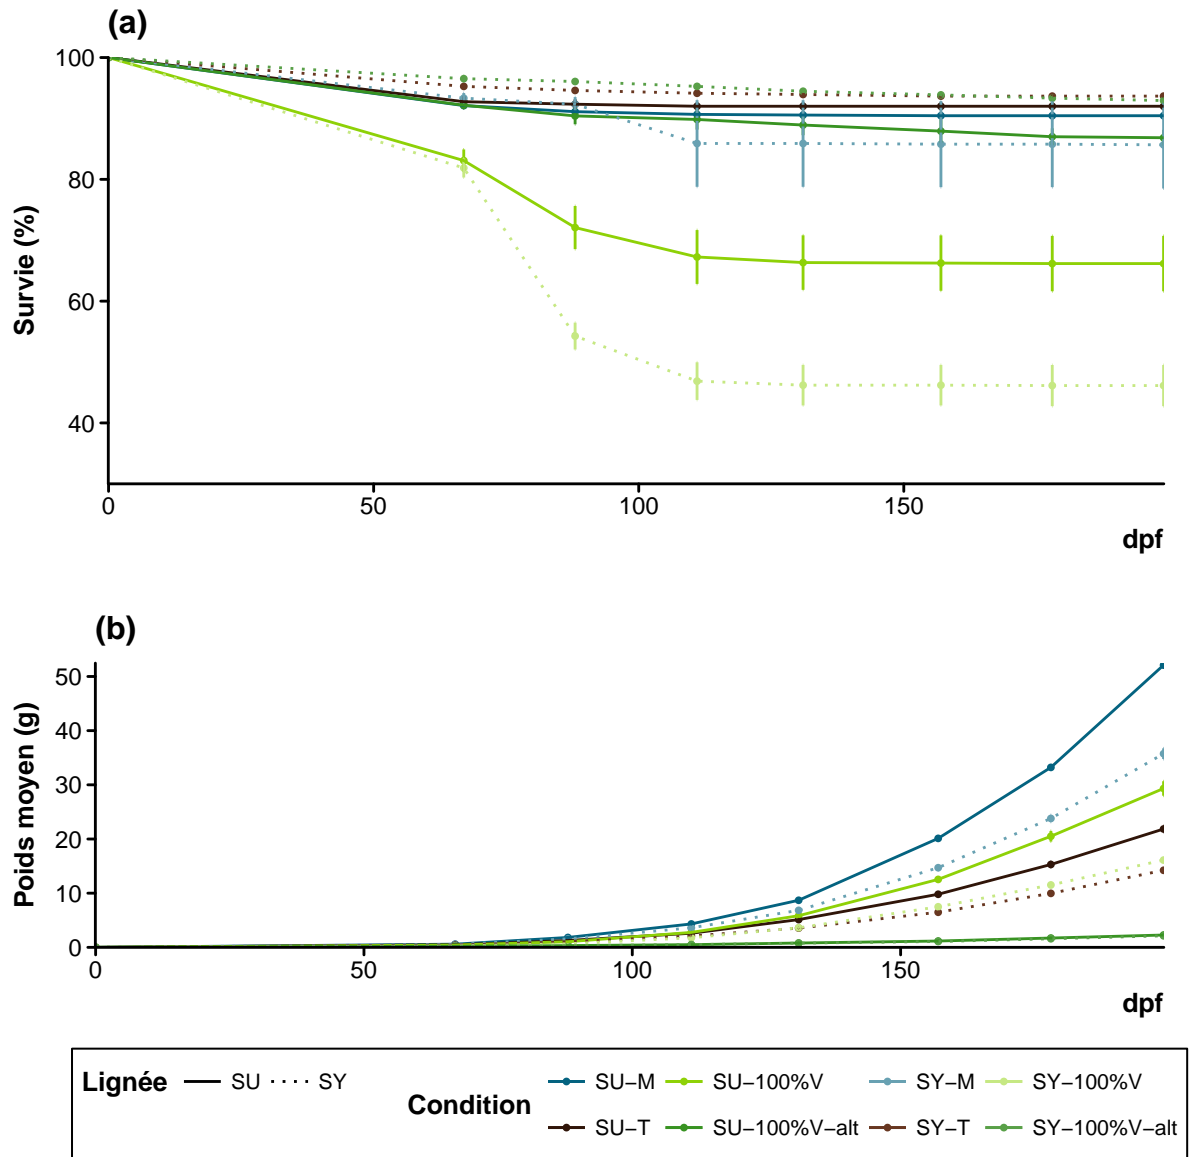 (a)
100
80
60
40
Survie (%)
0 50 100 150
dpf
(b)
50
40
30
20
10
0
Poids moyen (g)
0 50 100 150
dpf
Lignée SU SY
Condition
SU−M SU−100%V SY−M SY−100%V
SU−T SU−100%V−alt SY−T SY−100%V−alt